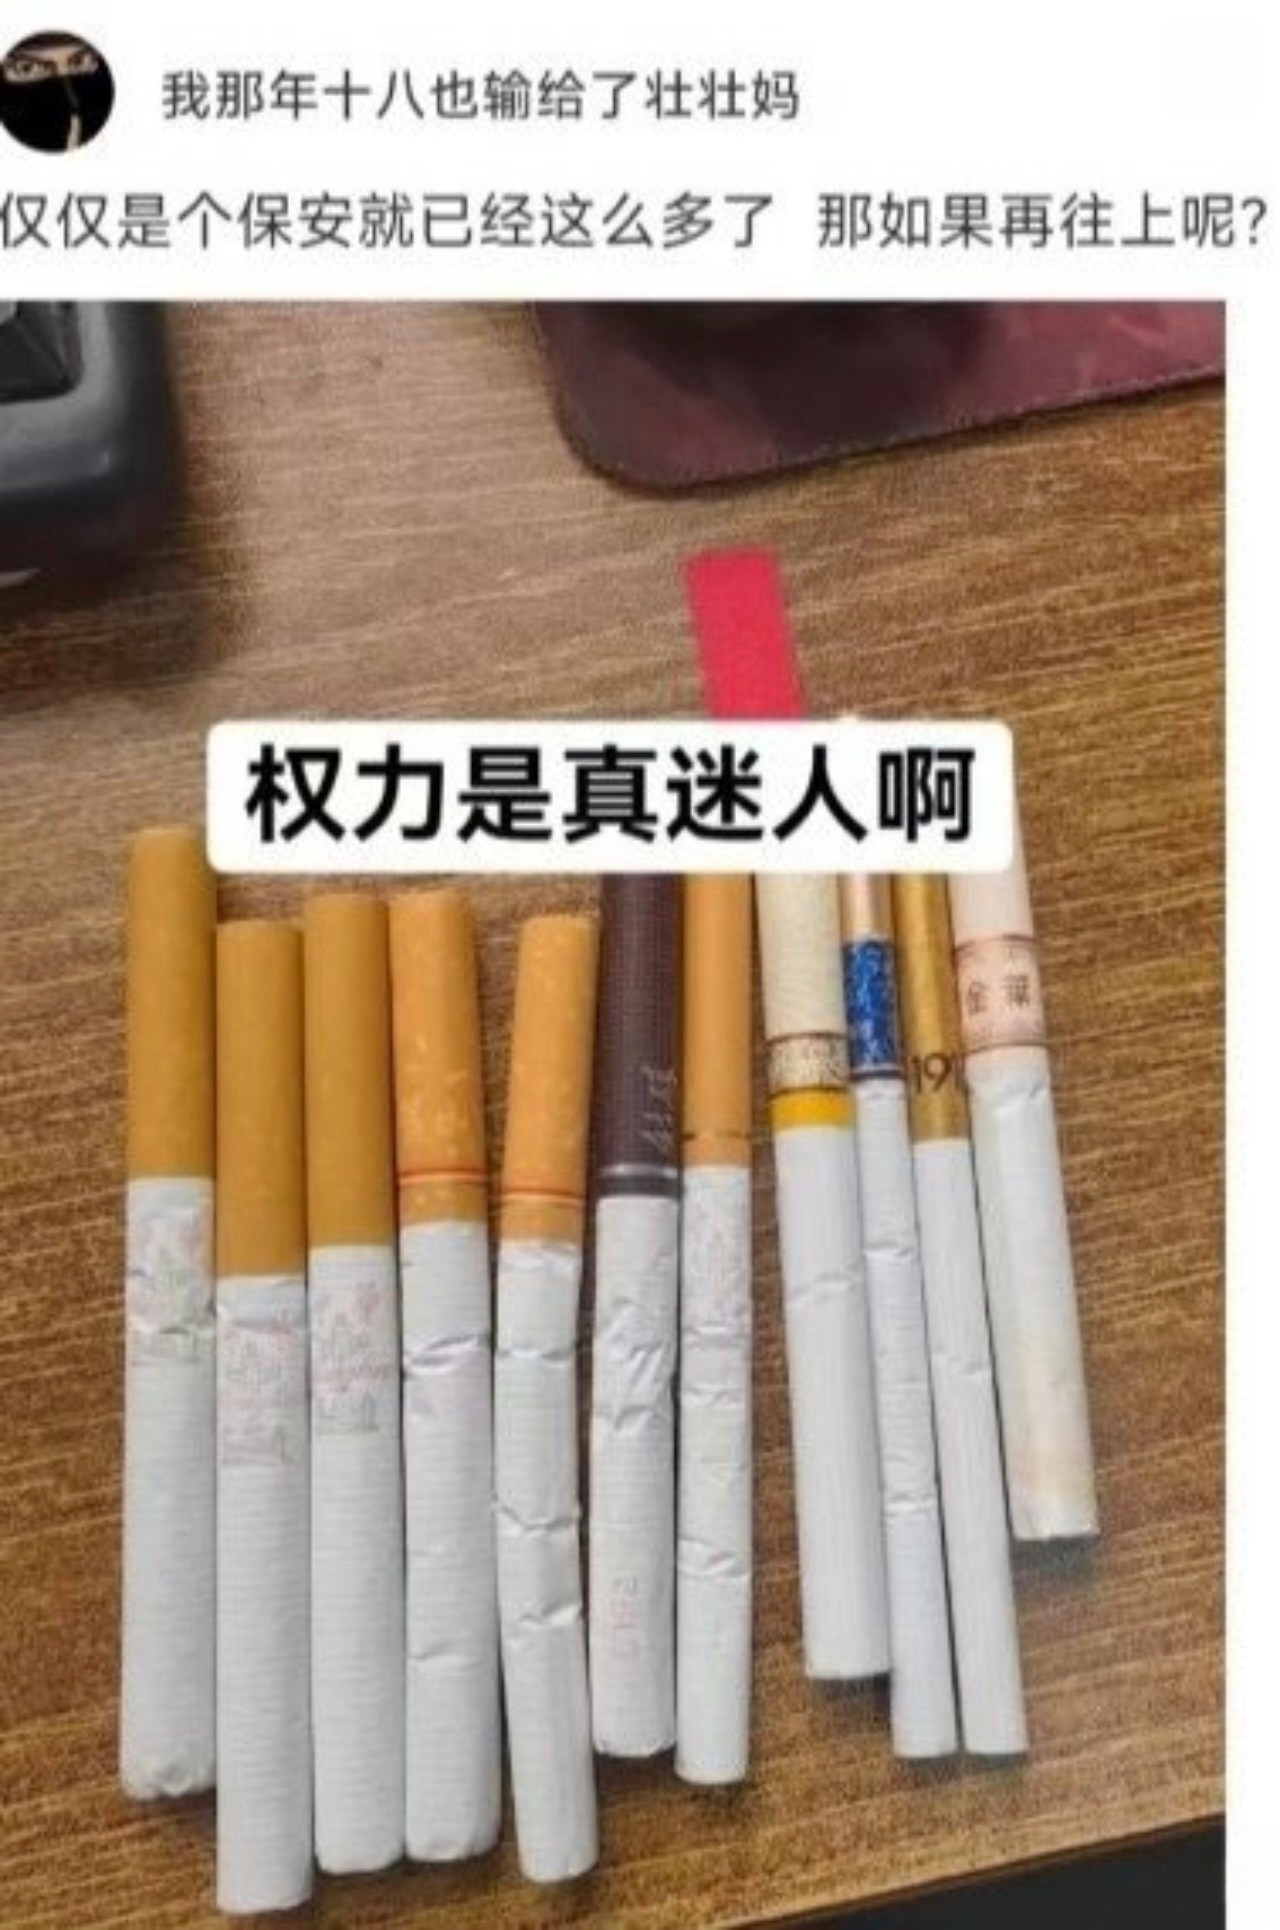 我那年十八也输给了壮壮妈
仅仅是个保安就已经这么多了 那如果再往上呢?
权力是真迷人啊
191
金 葉